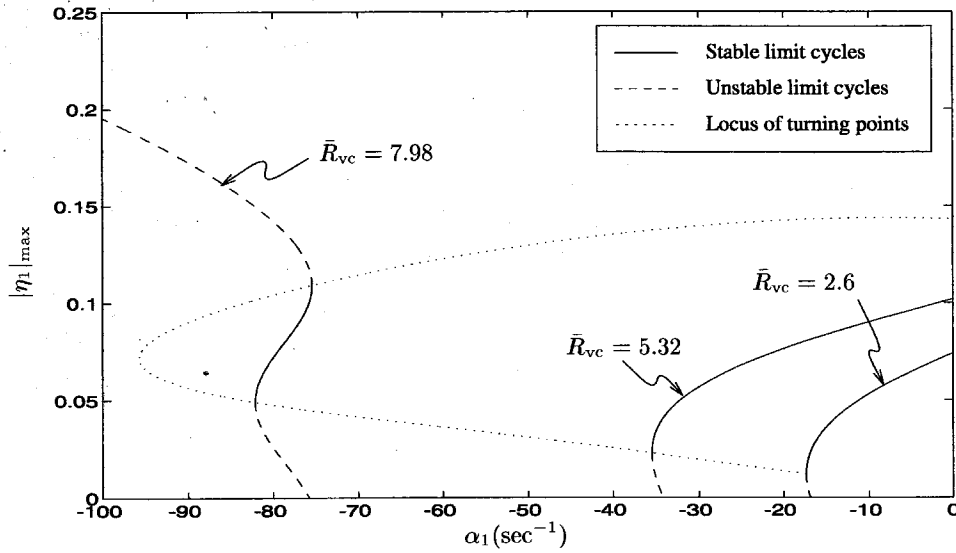 0.25
0.2
0.15
0.1
0.05
0
|η₁|max
Stable limit cycles
Unstable limit cycles
Locus of turning points
R̄vc = 7.98
R̄vc = 5.32
R̄vc = 2.6
-100 -90 -80 -70 -60 -50 -40 -30 -20 -10 0
α₁(sec⁻¹)